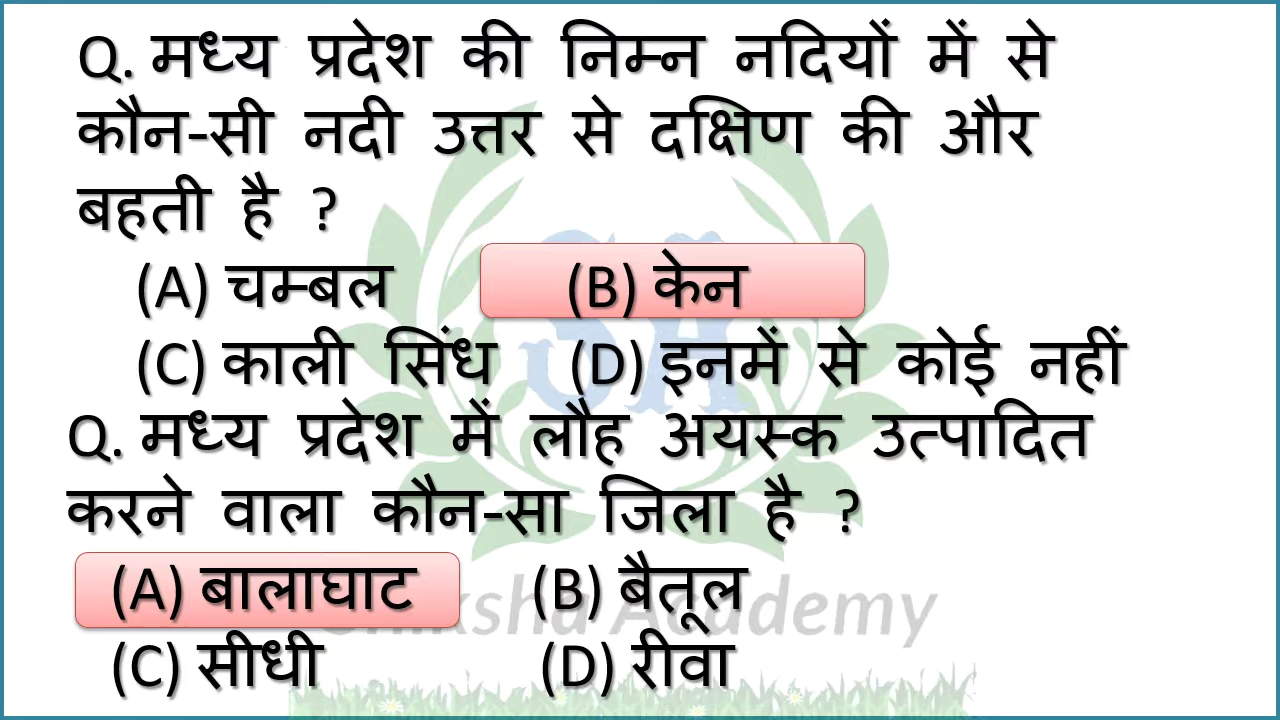 Q. मध्य प्रदेश की निम्न नदियों में से
कौन-सी नदी उत्तर से दक्षिण की और
बहती है ?
(A) चम्बल (B) केन
(C) काली सिंध (D) इनमें से कोई नहीं
Q. मध्य प्रदेश में लौह अयस्क उत्पादित
करने वाला कौन-सा जिला है ?
(A) बालाघाट (B) बैतूल
Shiksha Academy
(C) सीधी (D) रीवा